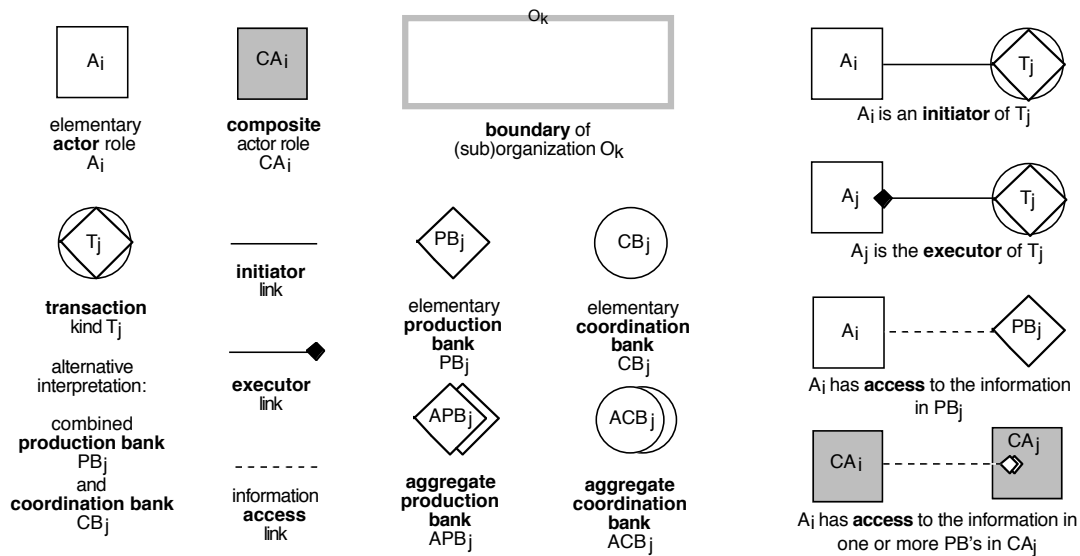 Ok
Ai
CAi
Ai
Tj
elementary
actor role
Ai
composite
actor role
CAi
boundary of
(sub)organization Ok
Ai is an initiator of Tj
Aj
Tj
Aj is the executor of Tj
Tj
transaction
kind Tj
alternative
interpretation:
combined
production bank
PBj
and
coordination bank
CBj
initiator
link
executor
link
information
access
link
PBj
elementary
production
bank
PBj
APBj
aggregate
production
bank
APBj
CBj
elementary
coordination
bank
CBj
ACBj
aggregate
coordination
bank
ACBj
Ai
PBj
Ai has access to the information
in PBj
CAi
CAj
Ai has access to the information in
one or more PB's in CAj